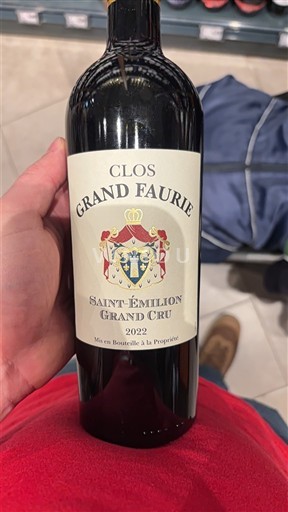 CLOS
GRAND FAURIE
SAINT-ÉMILION
GRAND CRU
2022
Mis en Bouteille à la Propriété